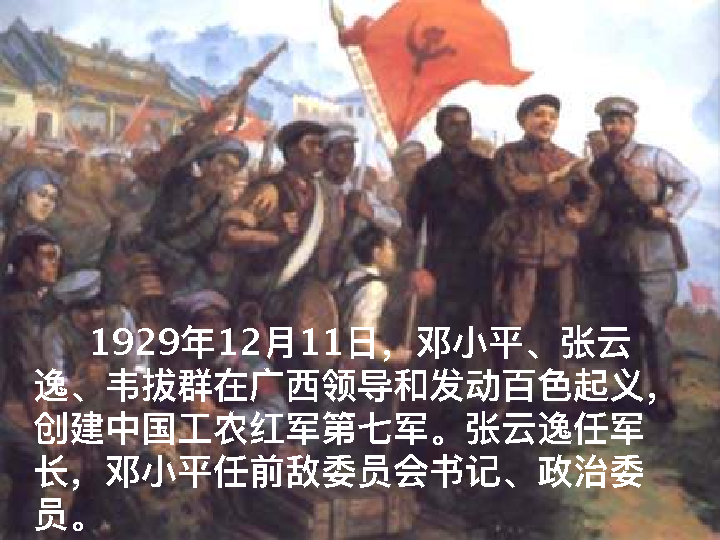 1929年12月11日，邓小平、张云
逸、韦拔群在广西领导和发动百色起义，
创建中国工农红军第七军。张云逸任军
长，邓小平任前敌委员会书记、政治委
员。